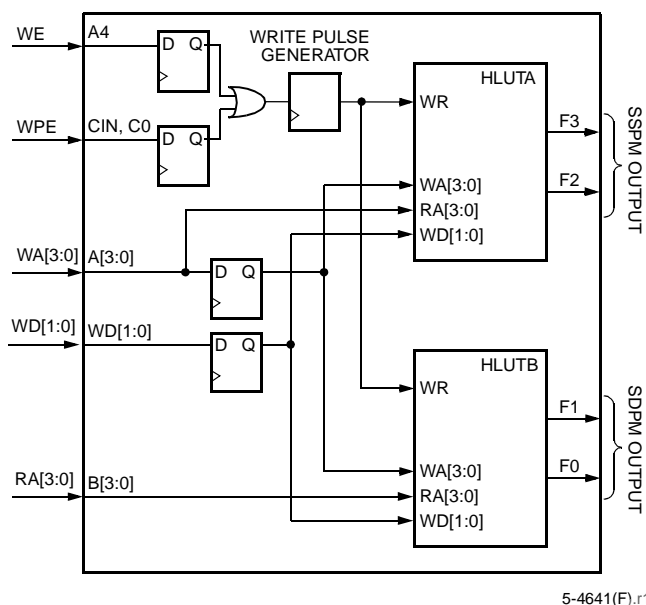 WE
A4
D Q
WRITE PULSE
GENERATOR
HLUTA
WR
WPE
CIN, C0
D Q
F3
F2
SSPM OUTPUT
WA[3:0]
RA[3:0]
WD[1:0]
WA[3:0]
A[3:0]
D Q
WD[1:0]
WD[1:0]
D Q
HLUTB
WR
F1
F0
SDPM OUTPUT
WA[3:0]
RA[3:0]
WD[1:0]
RA[3:0]
B[3:0]
5-4641(F).r1